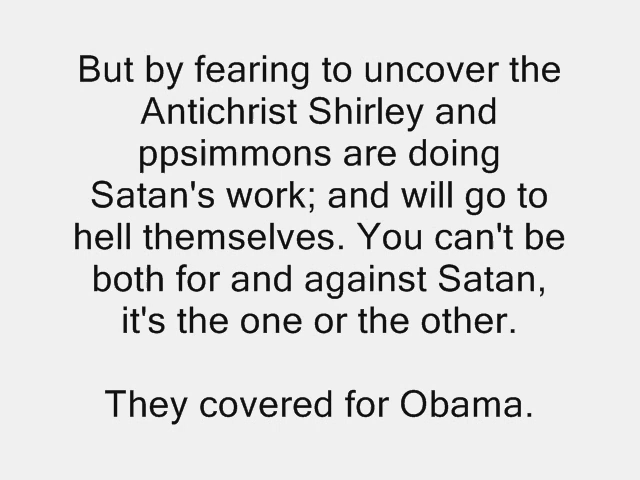 But by fearing to uncover the
Antichrist Shirley and
ppsimmons are doing
Satan's work; and will go to
hell themselves. You can't be
both for and against Satan,
it's the one or the other.
They covered for Obama.